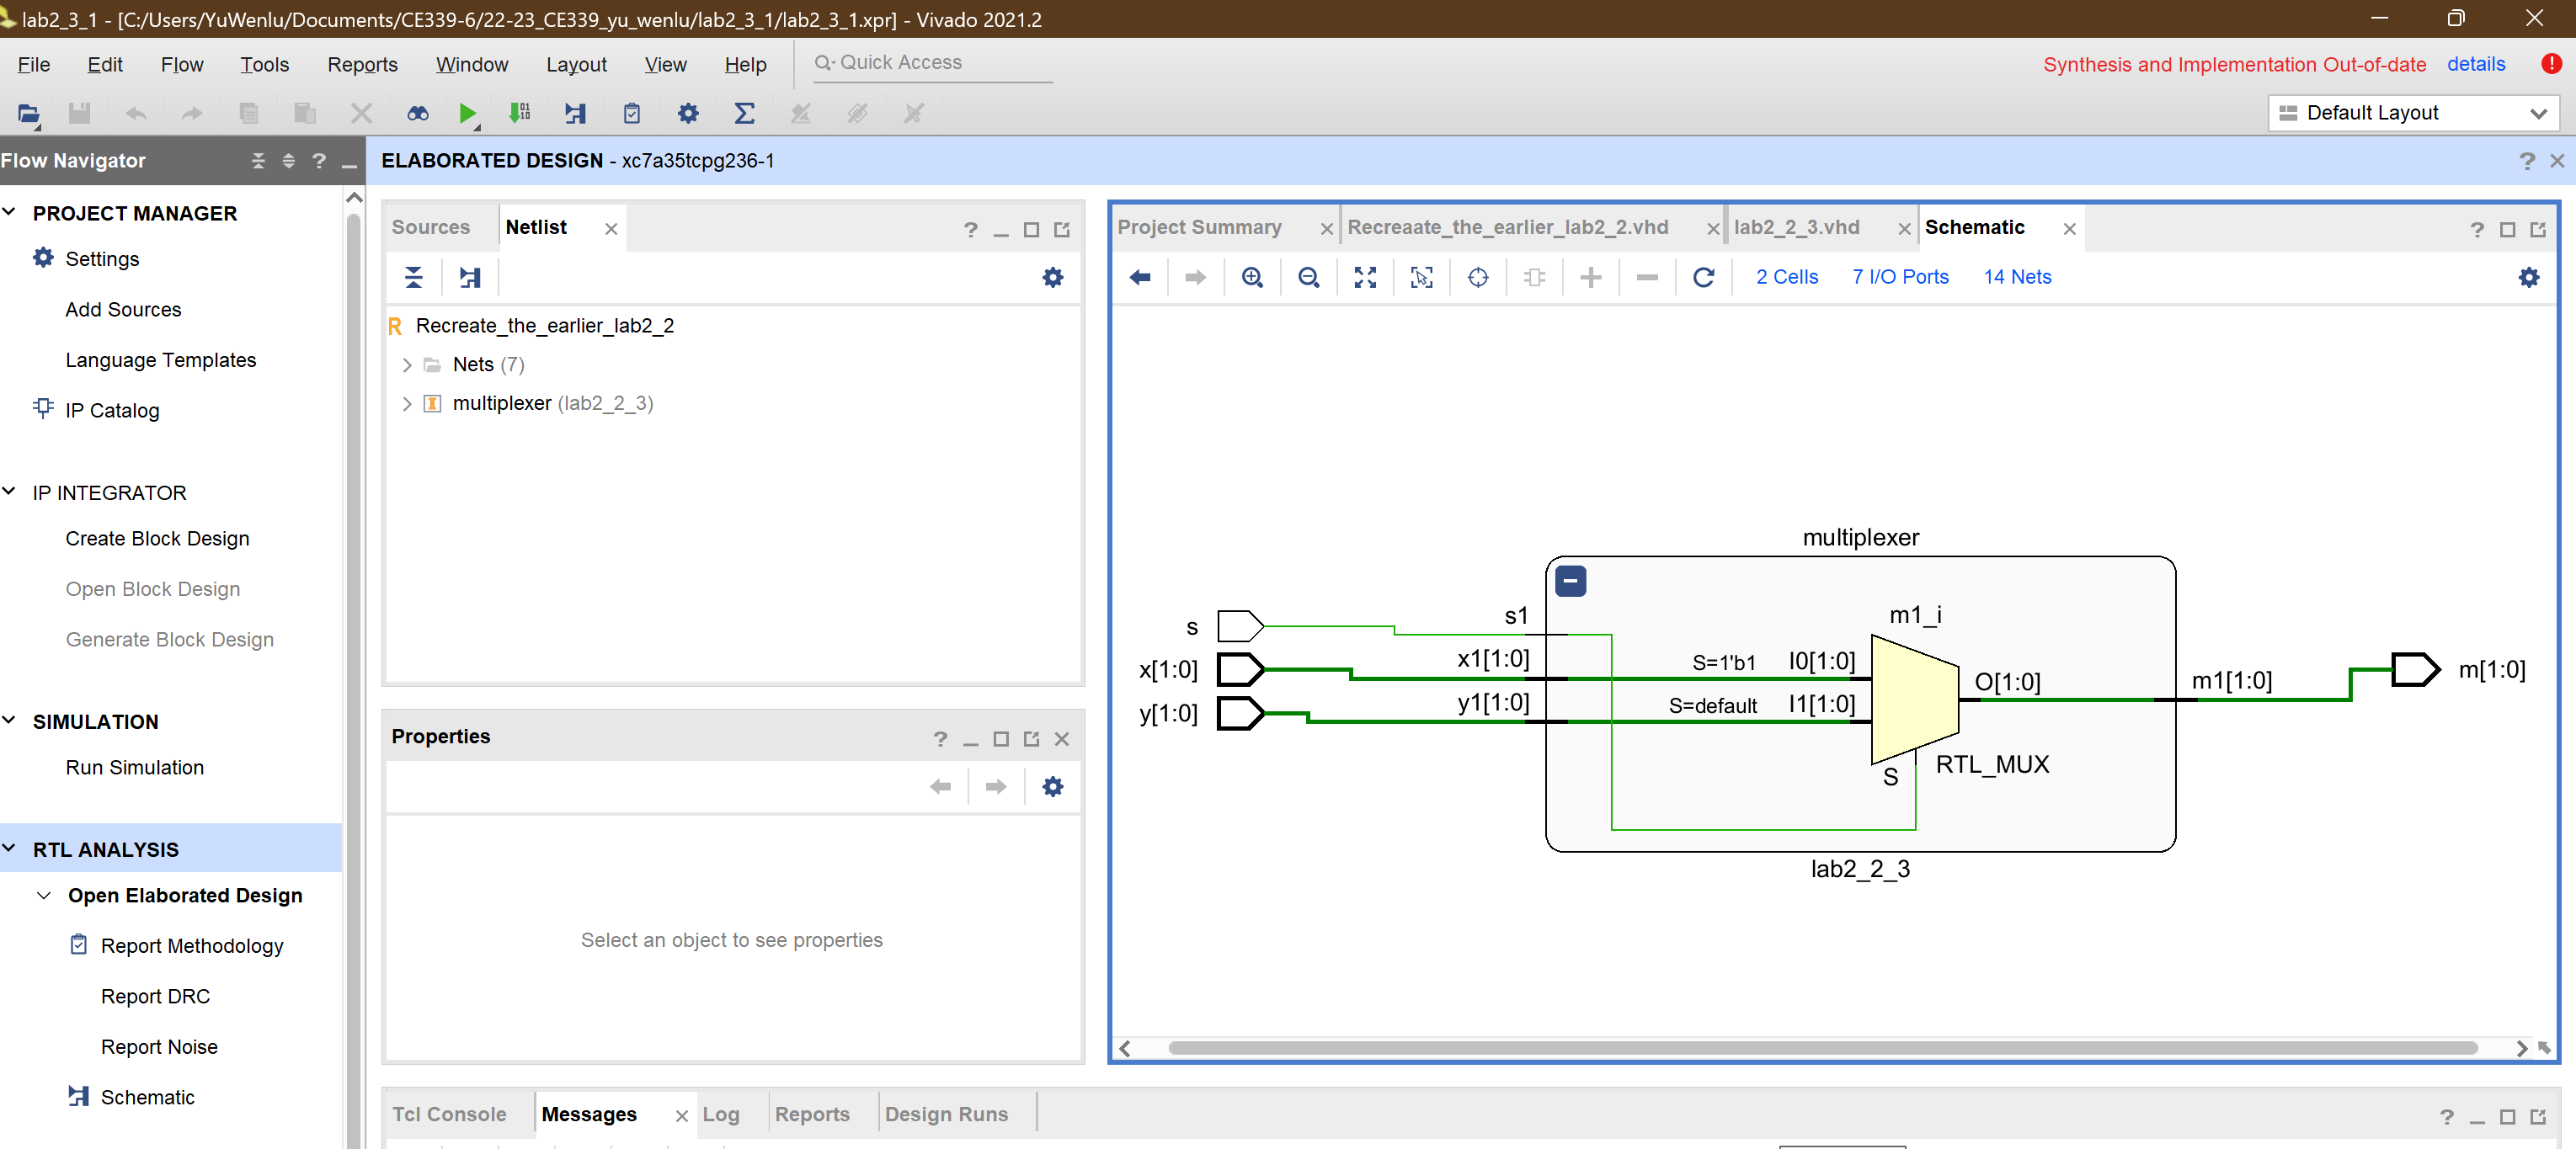 lab2_3_1 - [C:/Users/YuWenlu/Documents/CE339-6/22-23_CE339_yu_wenlu/lab2_3_1/lab2_3_1.xpr] - Vivado 2021.2
File Edit Flow Tools Reports Window Layout View Help Quick Access
Synthesis and Implementation Out-of-date details
Default Layout
Flow Navigator
PROJECT MANAGER
Settings
Add Sources
Language Templates
IP Catalog
IP INTEGRATOR
Create Block Design
Open Block Design
Generate Block Design
SIMULATION
Run Simulation
RTL ANALYSIS
Open Elaborated Design
Report Methodology
Report DRC
Report Noise
Schematic
ELABORATED DESIGN - xc7a35tcpg236-1
Sources Netlist
R Recreate_the_earlier_lab2_2
Nets (7)
I multiplexer (lab2_2_3)
Properties
Select an object to see properties
Project Summary Recreaate_the_earlier_lab2_2.vhd lab2_2_3.vhd Schematic
2 Cells 7 I/O Ports 14 Nets
multiplexer
s s1 m1_i
x[1:0] x1[1:0] S=1'b1 I0[1:0]
O[1:0] m1[1:0] m[1:0]
y[1:0] y1[1:0] S=default I1[1:0]
S RTL_MUX
lab2_2_3
Tcl Console Messages Log Reports Design Runs